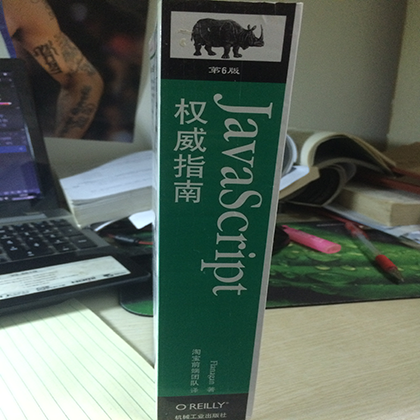 第6版
JavaScript
权威指南
Flanagan 著
淘宝前端团队 译
O'REILLY®
机械工业出版社